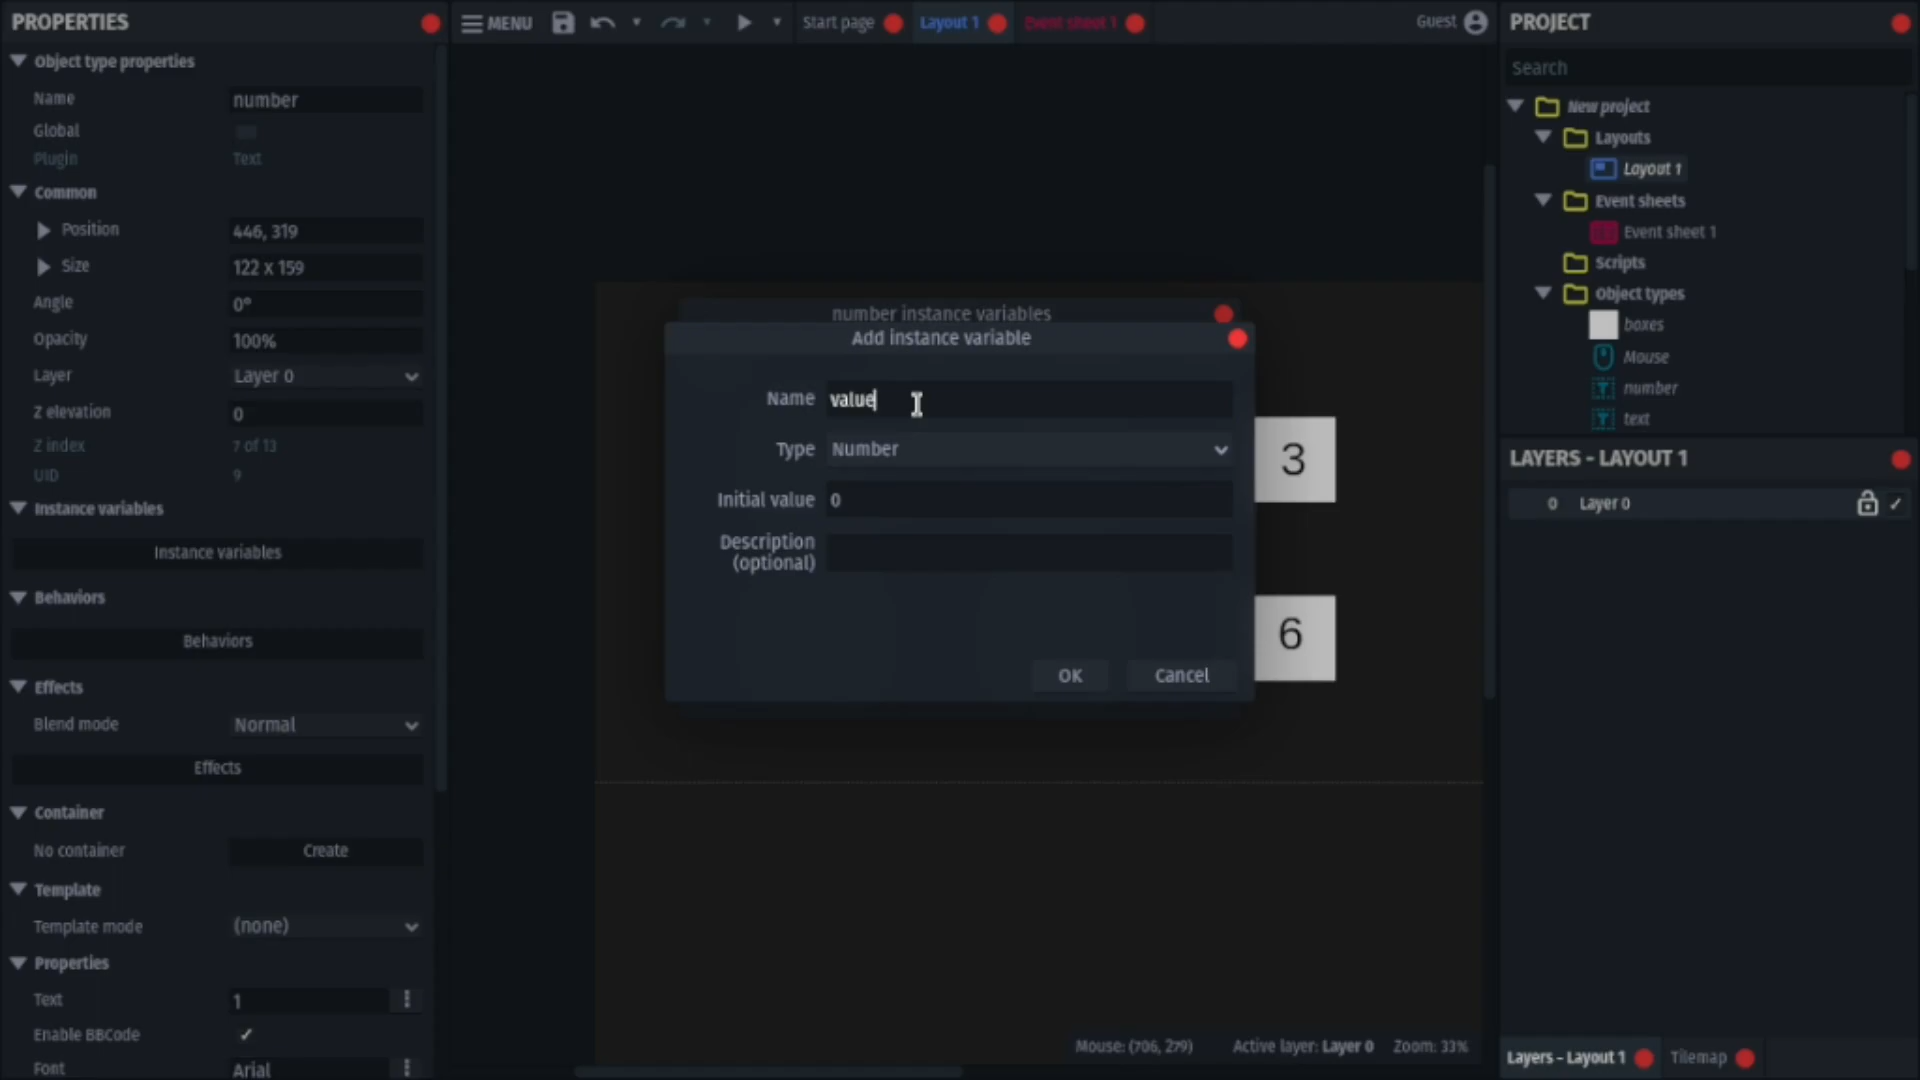 PROPERTIES
Object type properties
Name number
Global
Plugin Text
Common
Position 446, 319
Size 122 x 159
Angle 0°
Opacity 100%
Layer Layer 0
Z elevation 0
Z index 7 of 13
UID 9
Instance variables
Instance variables
Behaviors
Behaviors
Effects
Blend mode Normal
Effects
Container
No container Create
Template
Template mode (none)
Properties
Text 1
Enable BBCode ✓
Font Arial
MENU
Start page
Layout 1
Event sheet 1
Guest
number instance variables
Add instance variable
Name value
Type Number
Initial value 0
Description
(optional)
OK Cancel
3
6
Mouse: (706, 279) Active layer: Layer 0 Zoom: 33%
PROJECT
Search
New project
Layouts
Layout 1
Event sheets
Event sheet 1
Scripts
Object types
boxes
Mouse
number
text
LAYERS - LAYOUT 1
0 Layer 0 ✓
Layers - Layout 1 Tilemap